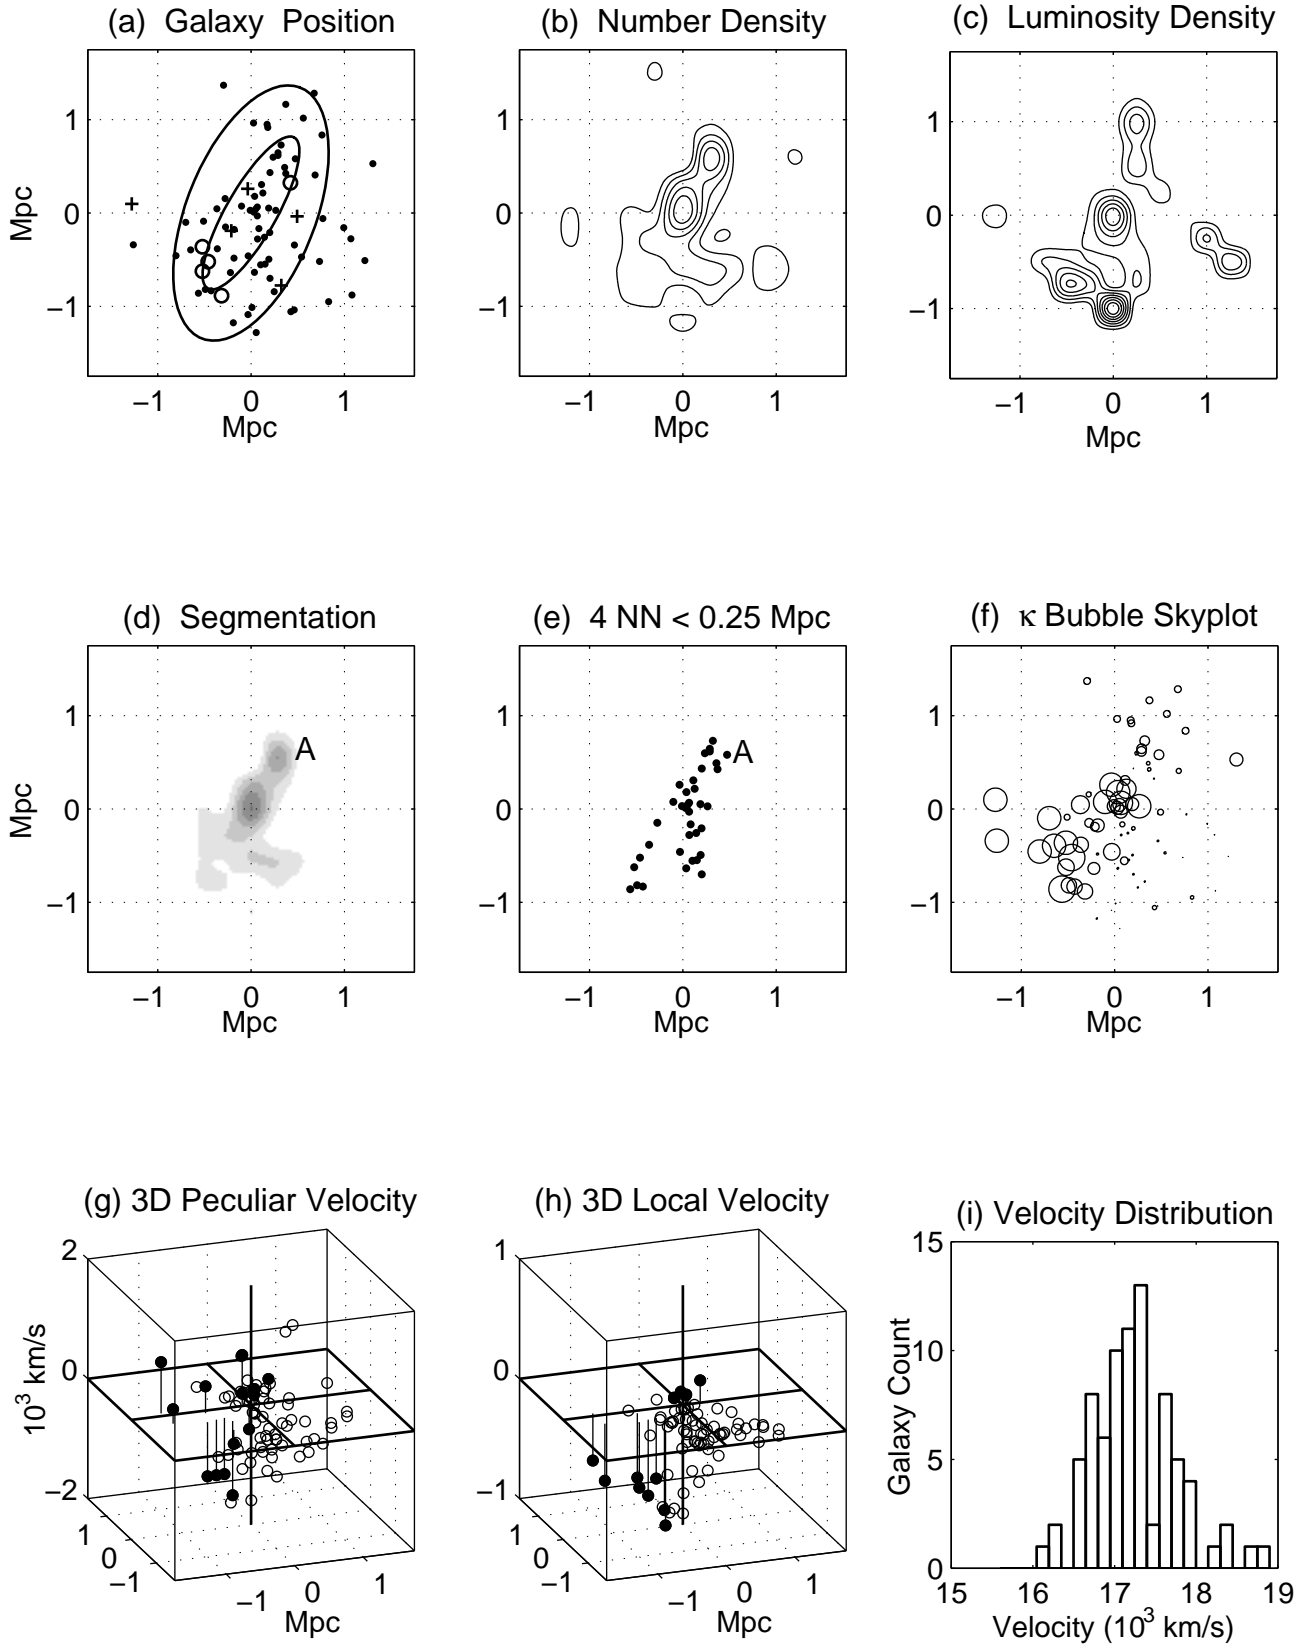 (a) Galaxy Position
(b) Number Density
(c) Luminosity Density
Mpc
1
0
−1
−1 0 1
Mpc
1
0
−1
−1 0 1
Mpc
1
0
−1
−1 0 1
Mpc
(d) Segmentation
(e) 4 NN < 0.25 Mpc
(f) κ Bubble Skyplot
Mpc
1
0
−1
A
−1 0 1
Mpc
1
0
−1
A
−1 0 1
Mpc
1
0
−1
−1 0 1
Mpc
(g) 3D Peculiar Velocity
(h) 3D Local Velocity
(i) Velocity Distribution
10³ km/s
2
0
−2
1
0
−1
−1
0
1
Mpc
1
0
−1
1
0
−1
−1
0
1
Mpc
Galaxy Count
15
10
5
0
15 16 17 18 19
Velocity (10³ km/s)